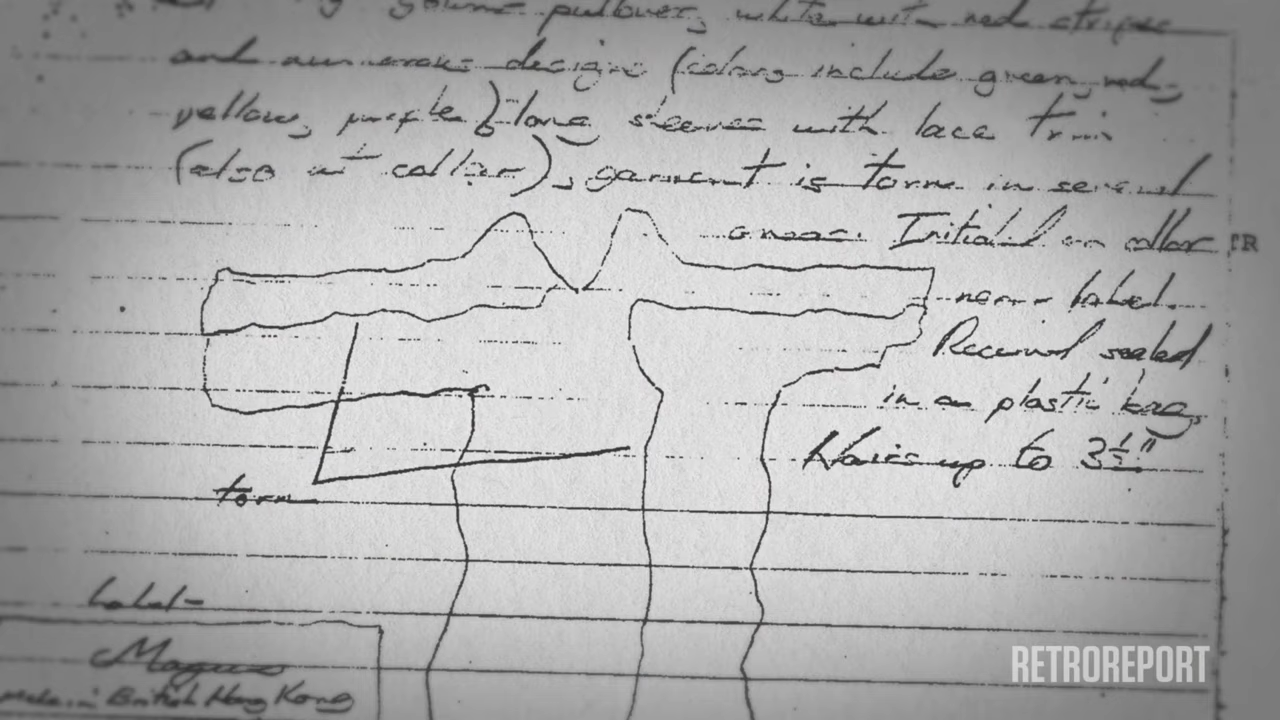 pullover, white with red stripes
and numerous designs (colors include green, red,
yellow, purple) long sleeves with lace trim
(also at collar), garment is torn in several
areas. Initial on collar
near label.
Received sealed
in a plastic bag,
Hairs up to 3½"
torn
label-
Magnus
Made in British Hong Kong
TR
RETROREPORT